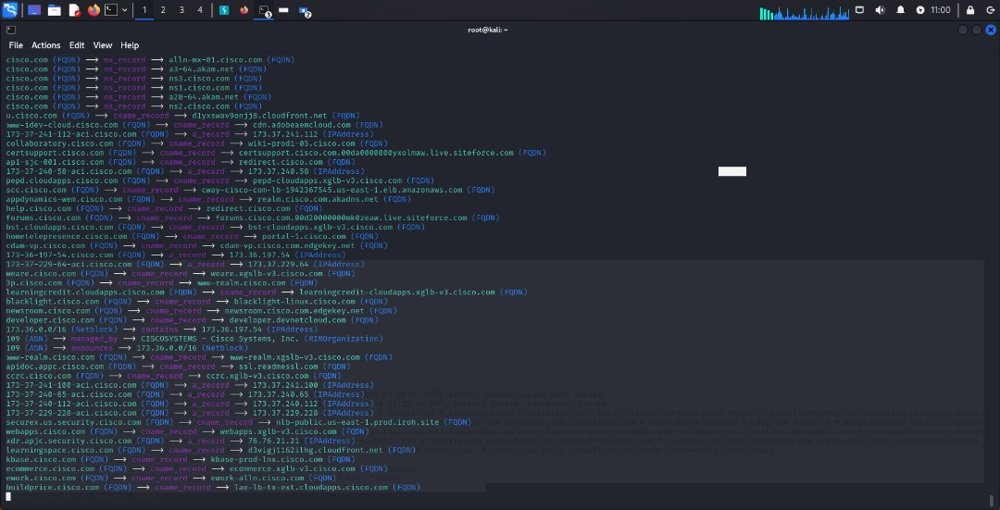 1 2 3 4 11:00
root@kali: ~
File Actions Edit View Help
cisco.com (FQDN) → mx_record → alln-mx-01.cisco.com (FQDN)
cisco.com (FQDN) → ns_record → a3-64.akam.net (FQDN)
cisco.com (FQDN) → ns_record → ns3.cisco.com (FQDN)
cisco.com (FQDN) → ns_record → ns1.cisco.com (FQDN)
cisco.com (FQDN) → ns_record → a28-64.akam.net (FQDN)
cisco.com (FQDN) → ns_record → ns2.cisco.com (FQDN)
u.cisco.com (FQDN) → cname_record → d1yxswav9onjj8.cloudfront.net (FQDN)
www-idev-cloud.cisco.com (FQDN) → cname_record → cdn.adobeaemcloud.com (FQDN)
173-37-241-112-aci.cisco.com (FQDN) → a_record → 173.37.241.112 (IPAddress)
collaboratory.cisco.com (FQDN) → cname_record → wiki-prod1-05.cisco.com (FQDN)
certsupport.cisco.com (FQDN) → cname_record → certsupport.cisco.com.00da0000000yxolmaw.live.siteforce.com (FQDN)
ap1-sjc-001.cisco.com (FQDN) → cname_record → redirect.cisco.com (FQDN)
173-37-240-58-aci.cisco.com (FQDN) → a_record → 173.37.240.58 (IPAddress)
pepd.cloudapps.cisco.com (FQDN) → cname_record → pepd-cloudapps.xglb-v3.cisco.com (FQDN)
scc.cisco.com (FQDN) → cname_record → cway-cisco-com-lb-1942367545.us-east-1.elb.amazonaws.com (FQDN)
appdynamics-wem.cisco.com (FQDN) → cname_record → realm.cisco.com.akadns.net (FQDN)
help.cisco.com (FQDN) → cname_record → redirect.cisco.com (FQDN)
forums.cisco.com (FQDN) → cname_record → forums.cisco.com.00d20000000mk0zeaw.live.siteforce.com (FQDN)
bst.cloudapps.cisco.com (FQDN) → cname_record → bst-cloudapps.xglb-v3.cisco.com (FQDN)
hometelepresence.cisco.com (FQDN) → cname_record → portal-1.cisco.com (FQDN)
cdam-vp.cisco.com (FQDN) → cname_record → cdam-vp.cisco.com.edgekey.net (FQDN)
173-36-197-54.cisco.com (FQDN) → a_record → 173.36.197.54 (IPAddress)
173-37-229-64-aci.cisco.com (FQDN) → a_record → 173.37.229.64 (IPAddress)
weare.cisco.com (FQDN) → cname_record → weare.xgslb-v3.cisco.com (FQDN)
3p.cisco.com (FQDN) → cname_record → www-realm.cisco.com (FQDN)
learningcredit.cloudapps.cisco.com (FQDN) → cname_record → learningcredit-cloudapps.xglb-v3.cisco.com (FQDN)
blacklight.cisco.com (FQDN) → cname_record → blacklight-linux.cisco.com (FQDN)
newsroom.cisco.com (FQDN) → cname_record → newsroom.cisco.com.edgekey.net (FQDN)
developer.cisco.com (FQDN) → cname_record → developer.devnetcloud.com (FQDN)
173.36.0.0/16 (Netblock) → contains → 173.36.197.54 (IPAddress)
109 (ASN) → managed_by → CISCOSYSTEMS - Cisco Systems, Inc. (RIROrganization)
109 (ASN) → announces → 173.36.0.0/16 (Netblock)
www-realm.cisco.com (FQDN) → cname_record → www-realm.xgslb-v3.cisco.com (FQDN)
apidoc.appc.cisco.com (FQDN) → cname_record → ssl.readmessl.com (FQDN)
ccrc.cisco.com (FQDN) → cname_record → ccrc.xglb-v3.cisco.com (FQDN)
173-37-241-100-aci.cisco.com (FQDN) → a_record → 173.37.241.100 (IPAddress)
173-37-240-65-aci.cisco.com (FQDN) → a_record → 173.37.240.65 (IPAddress)
173-37-240-112-aci.cisco.com (FQDN) → a_record → 173.37.240.112 (IPAddress)
173-37-229-228-aci.cisco.com (FQDN) → a_record → 173.37.229.228 (IPAddress)
securex.us.security.cisco.com (FQDN) → cname_record → nlb-public.us-east-1.prod.iroh.site (FQDN)
webapps.cisco.com (FQDN) → cname_record → webapps.xglb-v3.cisco.com (FQDN)
xdr.apjc.security.cisco.com (FQDN) → a_record → 76.76.21.21 (IPAddress)
learningspace.cisco.com (FQDN) → cname_record → d3vigj1162ihg.cloudfront.net (FQDN)
kbase.cisco.com (FQDN) → cname_record → kbase-prod-lnx.cisco.com (FQDN)
ecommerce.cisco.com (FQDN) → cname_record → ecommerce.xglb-v3.cisco.com (FQDN)
ework.cisco.com (FQDN) → cname_record → ework-alln.cisco.com (FQDN)
buildprice.cisco.com (FQDN) → cname_record → lae-lb-tx-ext.cloudapps.cisco.com (FQDN)